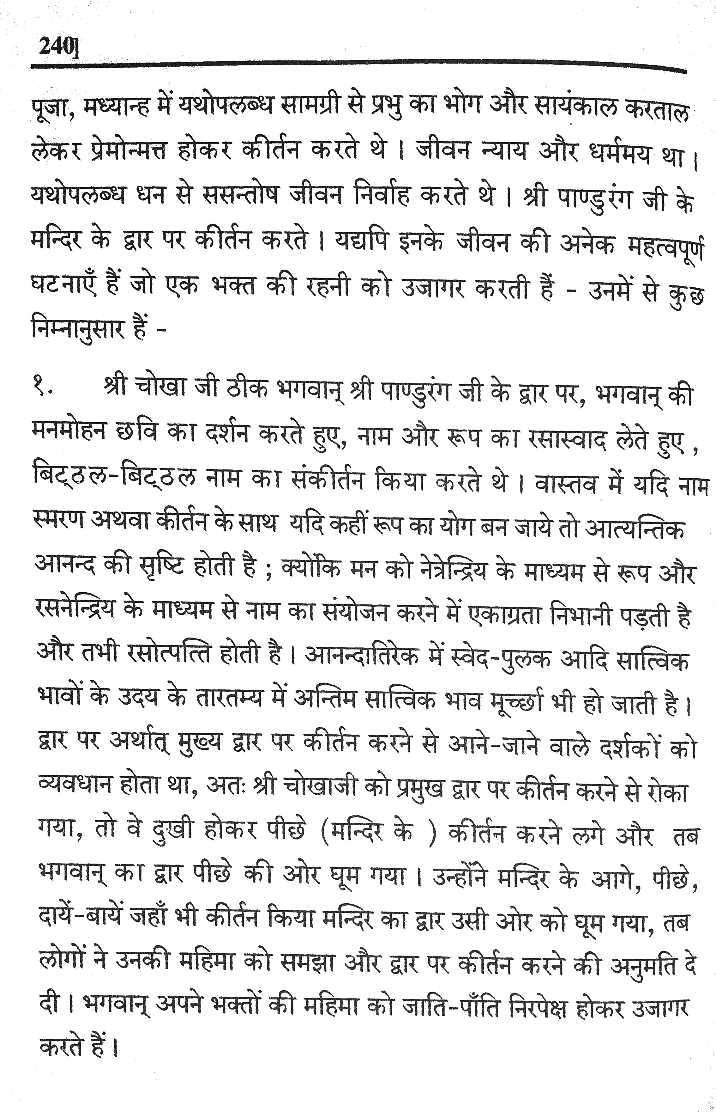 240]
पूजा, मध्यान्ह में यथोपलब्ध सामग्री से प्रभु का भोग और सायंकाल करताल
लेकर प्रेमोन्मत्त होकर कीर्तन करते थे । जीवन न्याय और धर्ममय था ।
यथोपलब्ध धन से ससन्तोष जीवन निर्वाह करते थे । श्री पाण्डुरंग जी के
मन्दिर के द्वार पर कीर्तन करते । यद्यपि इनके जीवन की अनेक महत्वपूर्ण
घटनाएँ हैं जो एक भक्त की रहनी को उजागर करती हैं - उनमें से कुछ
निम्नानुसार हैं -
१. श्री चोखा जी ठीक भगवान् श्री पाण्डुरंग जी के द्वार पर, भगवान् की
मनमोहन छवि का दर्शन करते हुए, नाम और रूप का रसास्वाद लेते हुए ,
बिट्ठल-बिट्ठल नाम का संकीर्तन किया करते थे । वास्तव में यदि नाम
स्मरण अथवा कीर्तन के साथ यदि कहीं रूप का योग बन जाये तो आत्यन्तिक
आनन्द की सृष्टि होती है ; क्योंकि मन को नेत्रेन्द्रिय के माध्यम से रूप और
रसनेन्द्रिय के माध्यम से नाम का संयोजन करने में एकाग्रता निभानी पड़ती है
और तभी रसोत्पत्ति होती है । आनन्दातिरेक में स्वेद-पुलक आदि सात्विक
भावों के उदय के तारतम्य में अन्तिम सात्विक भाव मूर्च्छा भी हो जाती है ।
द्वार पर अर्थात् मुख्य द्वार पर कीर्तन करने से आने-जाने वाले दर्शकों को
व्यवधान होता था, अतः श्री चोखाजी को प्रमुख द्वार पर कीर्तन करने से रोका
गया, तो वे दुखी होकर पीछे (मन्दिर के ) कीर्तन करने लगे और तब
भगवान् का द्वार पीछे की ओर घूम गया । उन्होंने मन्दिर के आगे, पीछे,
दायें-बायें जहाँ भी कीर्तन किया मन्दिर का द्वार उसी ओर को घूम गया, तब
लोगों ने उनकी महिमा को समझा और द्वार पर कीर्तन करने की अनुमति दे
दी । भगवान् अपने भक्तों की महिमा को जाति-पाँति निरपेक्ष होकर उजागर
करते हैं ।